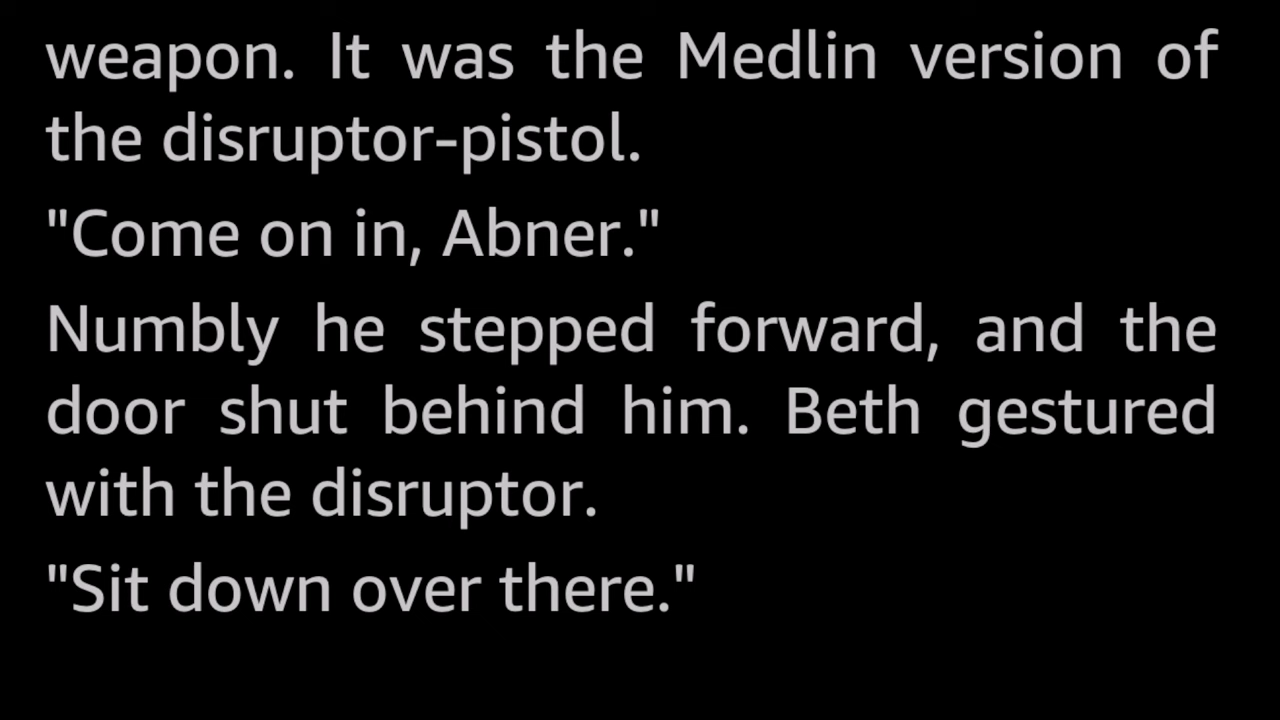 weapon. It was the Medlin version of
the disruptor-pistol.
"Come on in, Abner."
Numbly he stepped forward, and the
door shut behind him. Beth gestured
with the disruptor.
"Sit down over there."